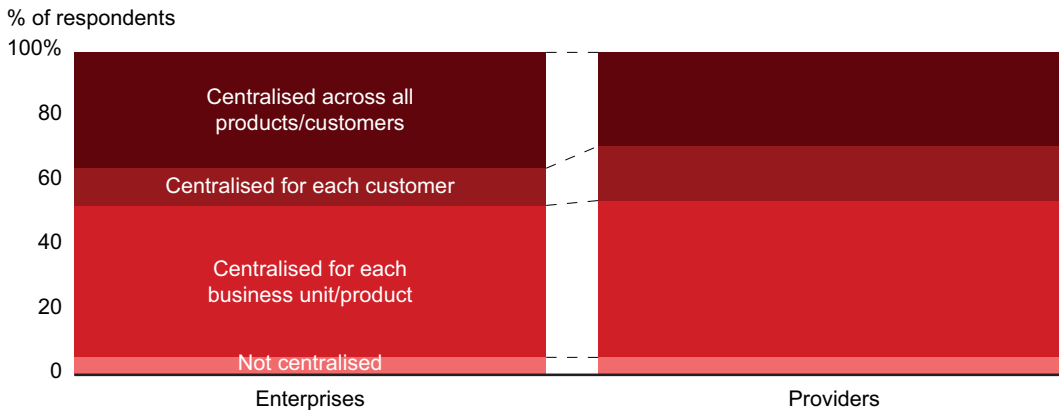 % of respondents
100%
80
60
40
20
0
Centralised across all
products/customers
Centralised for each customer
Centralised for each
business unit/product
Not centralised
Enterprises
Providers